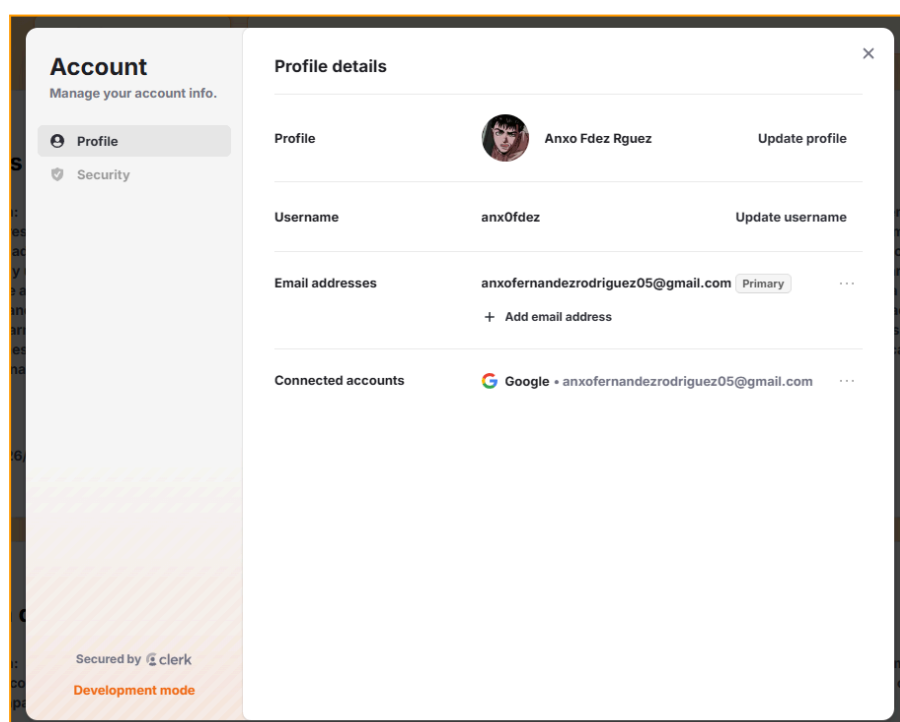 Account
Manage your account info.
Profile
Security
Secured by clerk
Development mode
Profile details
Profile
Anxo Fdez Rguez
Update profile
Username
anx0fdez
Update username
Email addresses
anxofernandezrodriguez05@gmail.com Primary
+ Add email address
Connected accounts
Google • anxofernandezrodriguez05@gmail.com